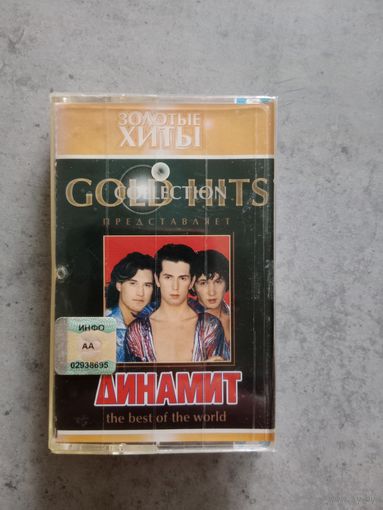 ЗОЛОТЫЕ
ХИТЫ
GOLD HITS
COLLECTION
ПРЕДСТАВЛЯЕТ
ИНФО
АА
02938695
ДИНАМИТ
the best of the world